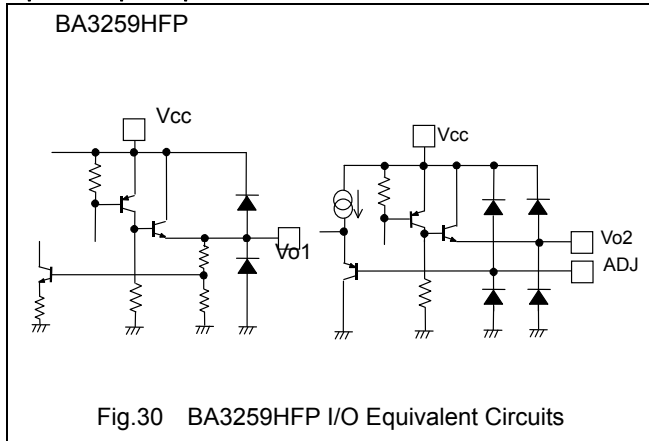 BA3259HFP
Vcc
Vcc
Vo1
Vo2
ADJ
Fig.30 BA3259HFP I/O Equivalent Circuits